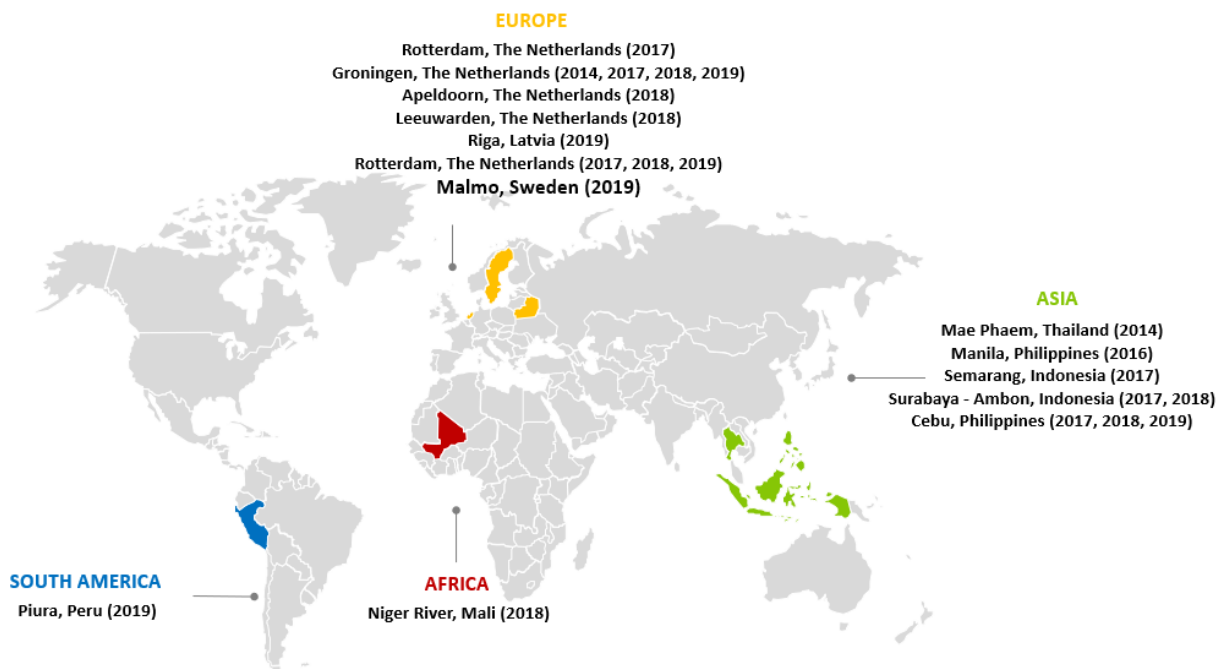 EUROPE
Rotterdam, The Netherlands (2017)
Groningen, The Netherlands (2014, 2017, 2018, 2019)
Apeldoorn, The Netherlands (2018)
Leeuwarden, The Netherlands (2018)
Riga, Latvia (2019)
Rotterdam, The Netherlands (2017, 2018, 2019)
Malmo, Sweden (2019)
ASIA
Mae Phaem, Thailand (2014)
Manila, Philippines (2016)
Semarang, Indonesia (2017)
Surabaya - Ambon, Indonesia (2017, 2018)
Cebu, Philippines (2017, 2018, 2019)
SOUTH AMERICA
Piura, Peru (2019)
AFRICA
Niger River, Mali (2018)